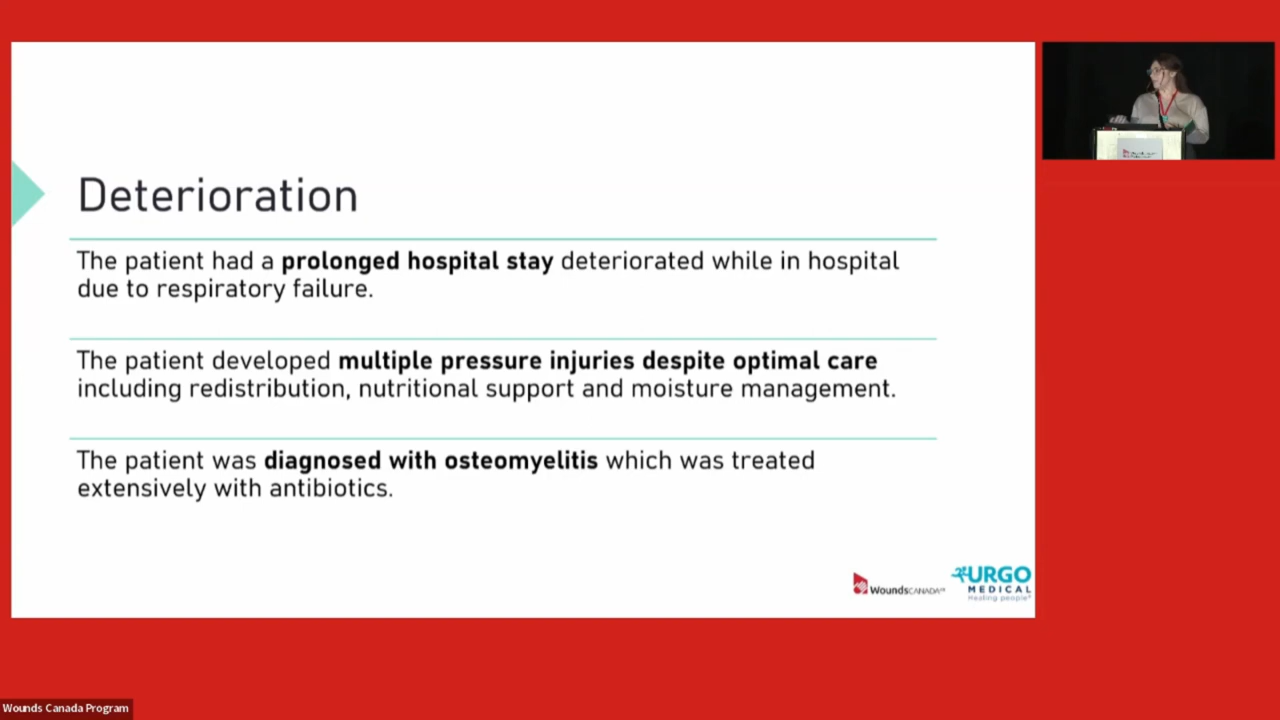 Deterioration
The patient had a prolonged hospital stay deteriorated while in hospital
due to respiratory failure.
The patient developed multiple pressure injuries despite optimal care
including redistribution, nutritional support and moisture management.
The patient was diagnosed with osteomyelitis which was treated
extensively with antibiotics.
WoundsCANADA
URGO
MEDICAL
Healing people®
Wounds Canada Program